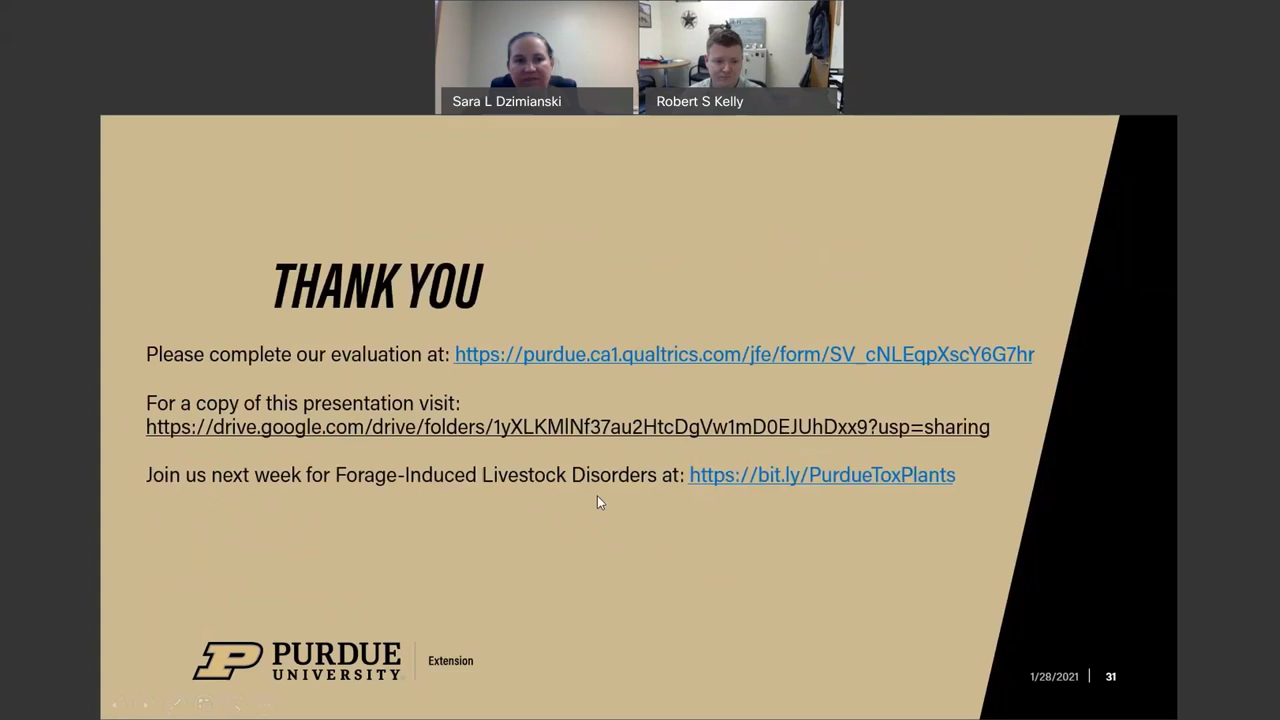 Sara L Dzimianski
Robert S Kelly
THANK YOU
Please complete our evaluation at: https://purdue.ca1.qualtrics.com/jfe/form/SV_cNLEqpXscY6G7hr
For a copy of this presentation visit:
https://drive.google.com/drive/folders/1yXLKMlNf37au2HtcDgVw1mD0EJUhDxx9?usp=sharing
Join us next week for Forage-Induced Livestock Disorders at: https://bit.ly/PurdueToxPlants
P PURDUE UNIVERSITY. Extension
1/28/2021 31